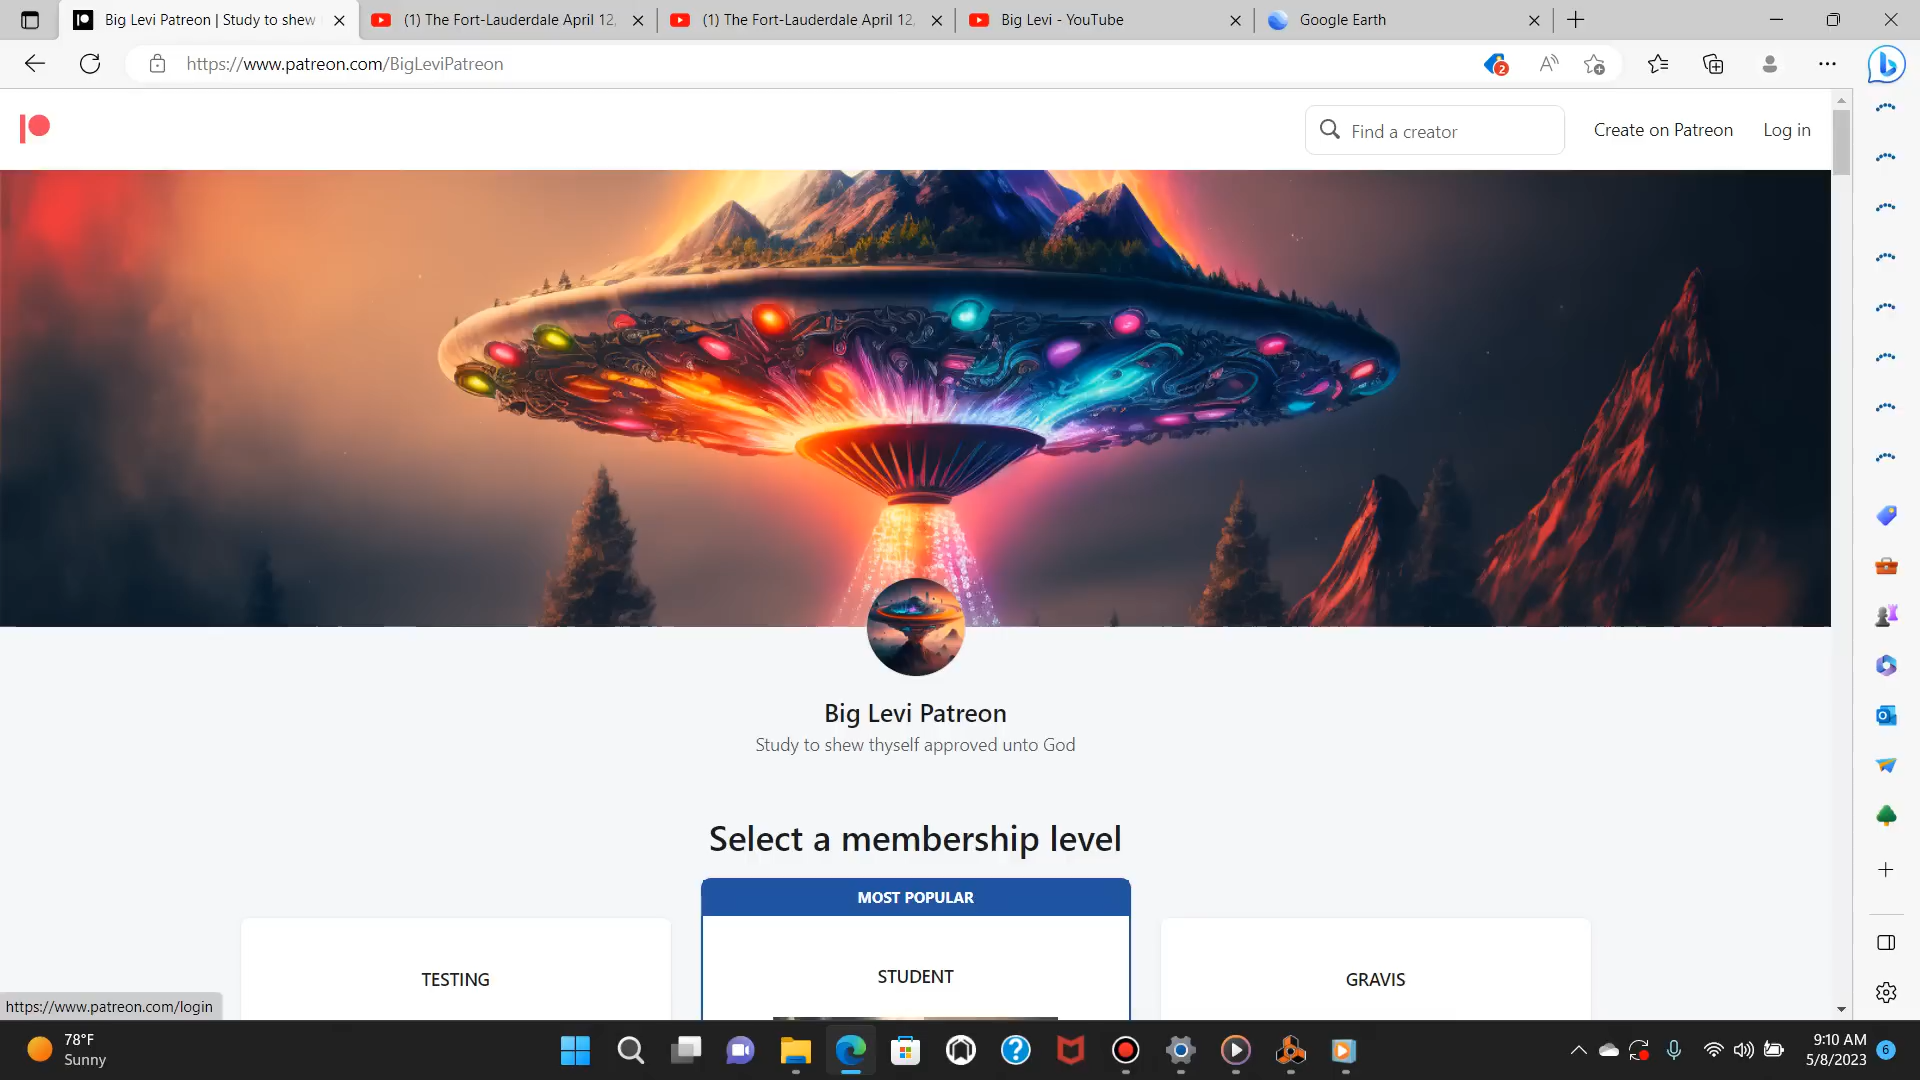 Big Levi Patreon | Study to shew
(1) The Fort-Lauderdale April 12,
(1) The Fort-Lauderdale April 12,
Big Levi - YouTube
Google Earth
https://www.patreon.com/BigLeviPatreon
2
Find a creator
Create on Patreon
Log in
Big Levi Patreon
Study to shew thyself approved unto God
Select a membership level
MOST POPULAR
TESTING
STUDENT
GRAVIS
https://www.patreon.com/login
78°F
Sunny
9:10 AM
5/8/2023
6